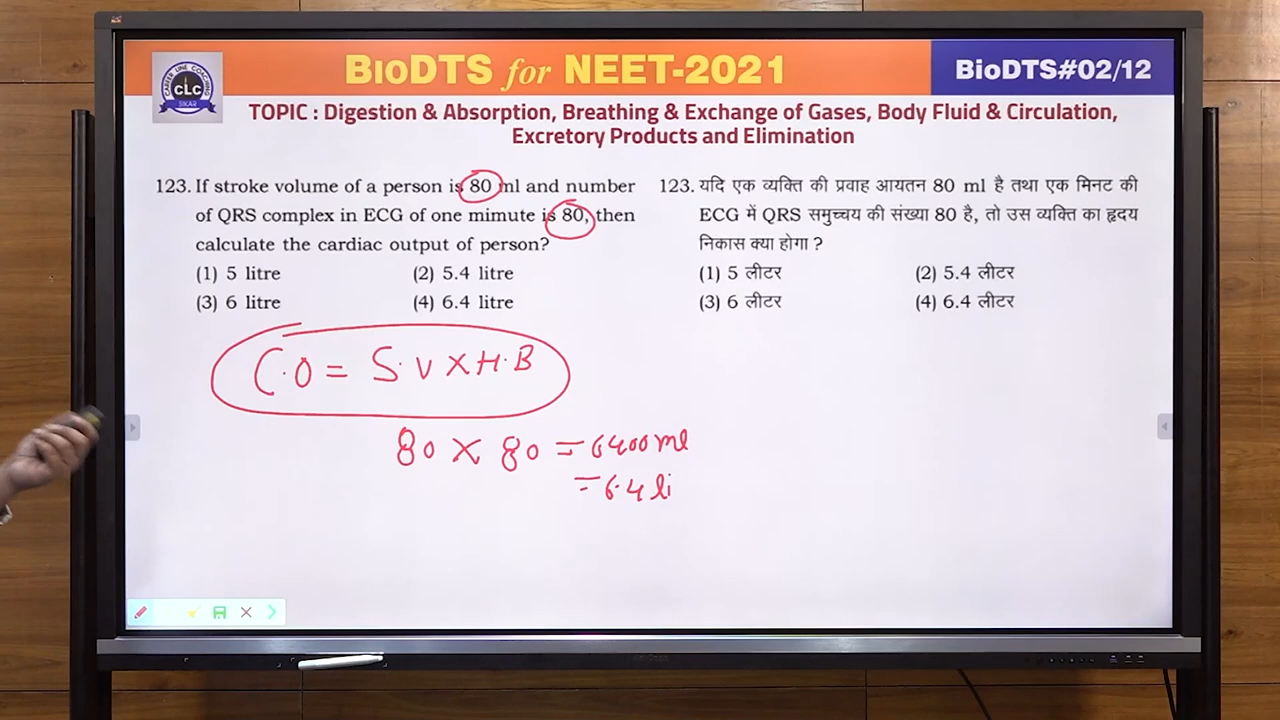 BIODTS for NEET-2021
BIODTS#02/12
CAREER LINE COACHING
CLC
SIKAR
TOPIC : Digestion & Absorption, Breathing & Exchange of Gases, Body Fluid & Circulation,
Excretory Products and Elimination
123. If stroke volume of a person is 80 ml and number
of QRS complex in ECG of one mimute is 80, then
calculate the cardiac output of person?
(1) 5 litre (2) 5.4 litre
(3) 6 litre (4) 6.4 litre
123. यदि एक व्यक्ति की प्रवाह आयतन 80 ml है तथा एक मिनट की
ECG में QRS समुच्चय की संख्या 80 है, तो उस व्यक्ति का हृदय
निकास क्या होगा ?
(1) 5 लीटर (2) 5.4 लीटर
(3) 6 लीटर (4) 6.4 लीटर
C.O = S.V X H.B
80 X 80 = 6400 ml
= 6.4 li